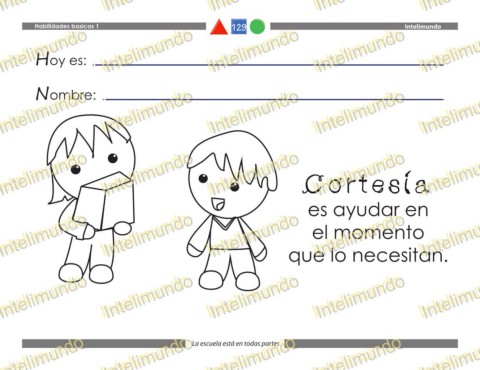 Habilidades basicas 1
129
Intelimundo
Hoy es:
Nombre:
Cortesía
es ayudar en
el momento
que lo necesitan.
La escuela está en todas partes
Intelimundo